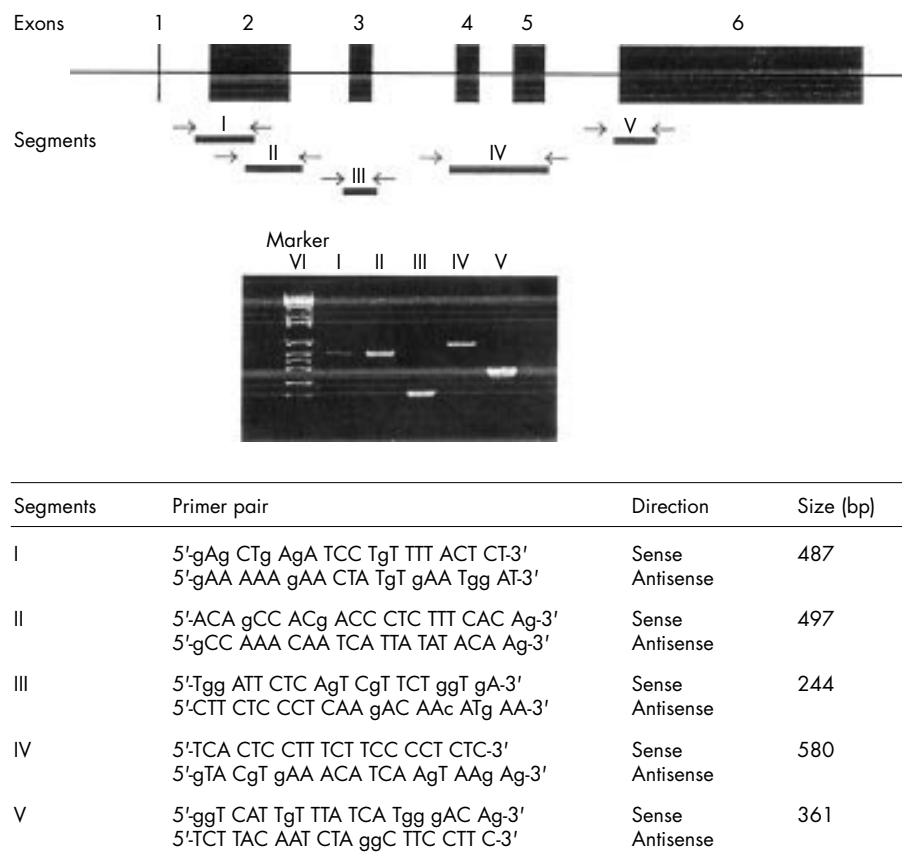 Exons 1 2 3 4 5 6
Segments I V
II IV
III
Marker
VI I II III IV V
Segments Primer pair Direction Size (bp)
I 5'-gAg CTg AgA TCC TgT TTT ACT CT-3' Sense 487
5'-gAA AAA gAA CTA TgT gAA Tgg AT-3' Antisense
II 5'-ACA gCC ACg ACC CTC TTT CAC Ag-3' Sense 497
5'-gCC AAA CAA TCA TTA TAT ACA Ag-3' Antisense
III 5'-Tgg ATT CTC AgT CgT TCT ggT gA-3' Sense 244
5'-CTT CTC CCT CAA gAC AAc ATg AA-3' Antisense
IV 5'-TCA CTC CTT TCT TCC CCT CTC-3' Sense 580
5'-gTA CgT gAA ACA TCA AgT AAg Ag-3' Antisense
V 5'-ggT CAT TgT TTA TCA Tgg gAC Ag-3' Sense 361
5'-TCT TAC AAT CTA ggC TTC CTT C-3' Antisense